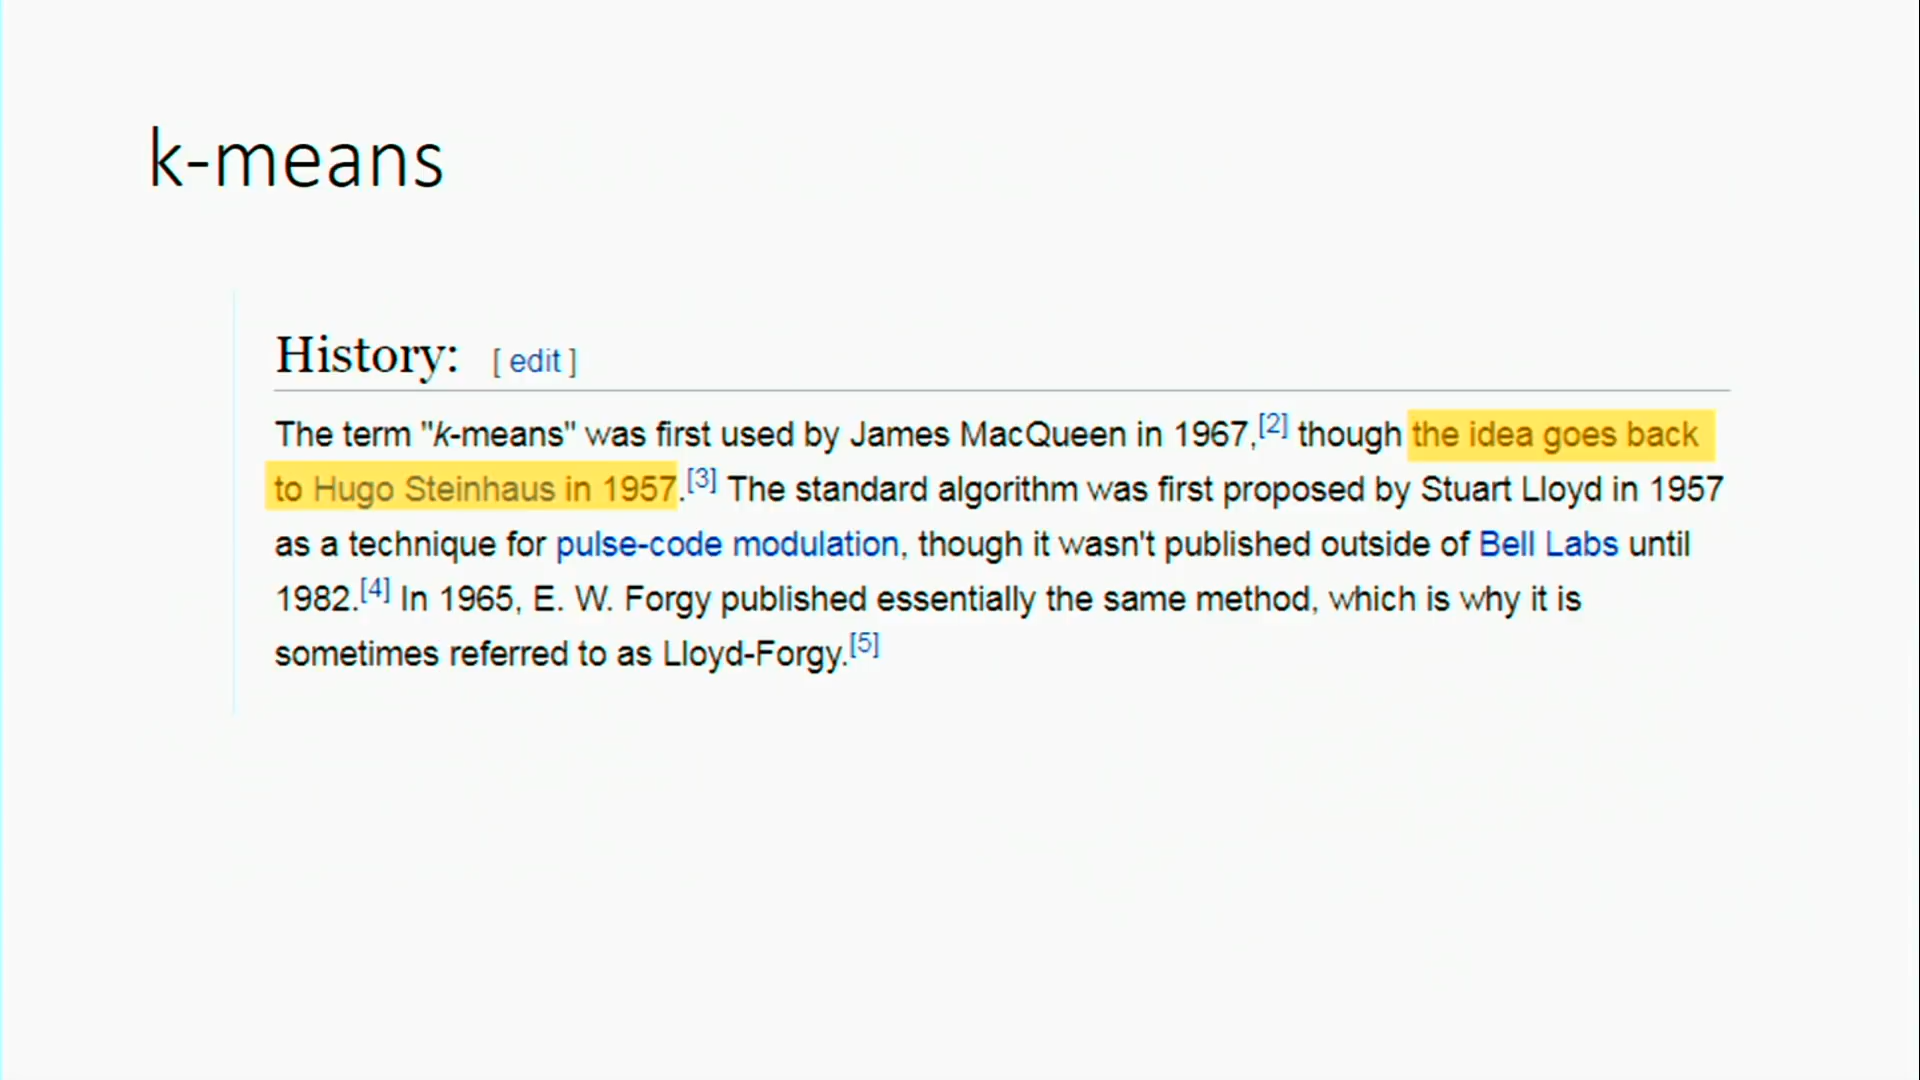 k-means
History: [ edit ]
The term "k-means" was first used by James MacQueen in 1967,[2] though the idea goes back
to Hugo Steinhaus in 1957.[3] The standard algorithm was first proposed by Stuart Lloyd in 1957
as a technique for pulse-code modulation, though it wasn't published outside of Bell Labs until
1982.[4] In 1965, E. W. Forgy published essentially the same method, which is why it is
sometimes referred to as Lloyd-Forgy.[5]